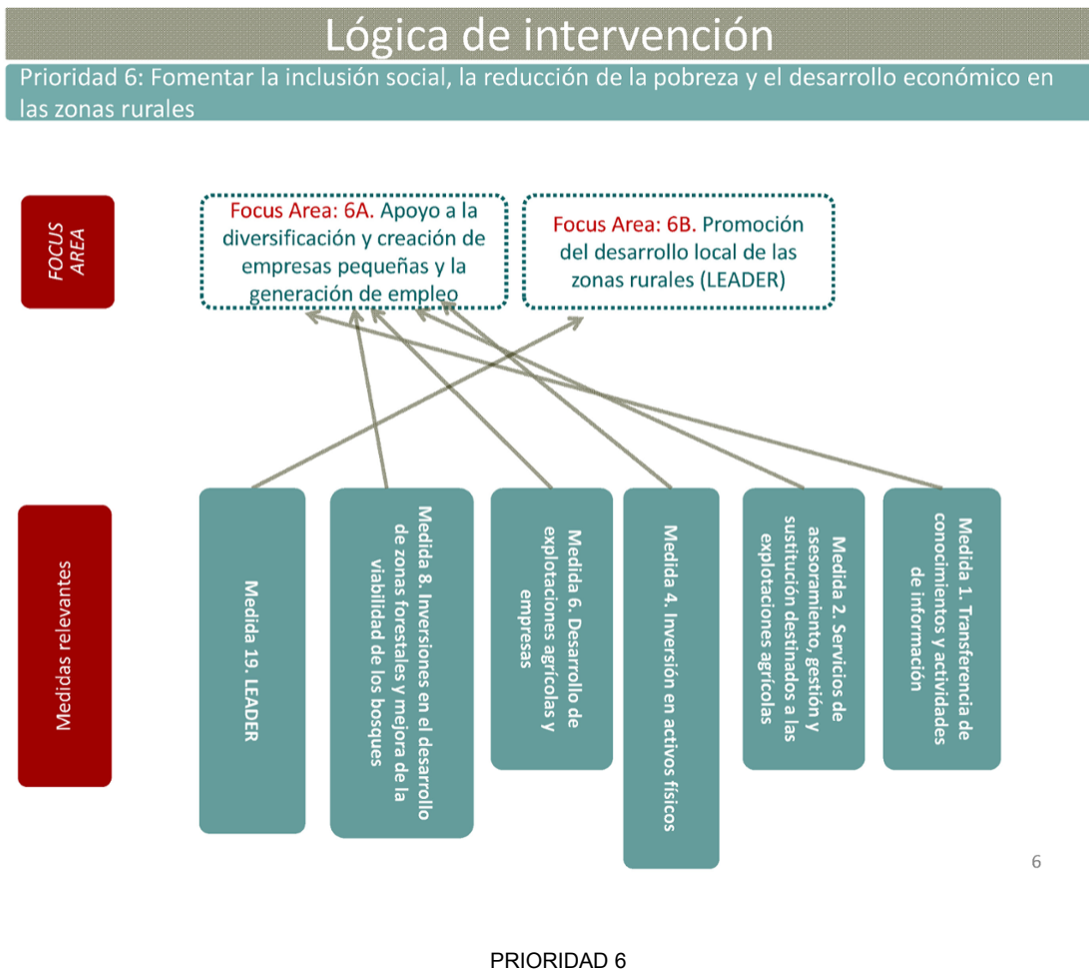 Lógica de intervención
Prioridad 6: Fomentar la inclusión social, la reducción de la pobreza y el desarrollo económico en
las zonas rurales
FOCUS
AREA
Focus Area: 6A. Apoyo a la
diversificación y creación de
empresas pequeñas y la
generación de empleo
Focus Area: 6B. Promoción
del desarrollo local de las
zonas rurales (LEADER)
Medidas relevantes
Medida 19. LEADER
Medida 8. Inversiones en el desarrollo
de zonas forestales y mejora de la
viabilidad de los bosques
Medida 6. Desarrollo de
explotaciones agrícolas y
empresas
Medida 4. Inversión en activos físicos
Medida 2. Servicios de
asesoramiento, gestión y
sustitución destinados a las
explotaciones agrícolas
Medida 1. Transferencia de
conocimientos y actividades
de información
6
PRIORIDAD 6